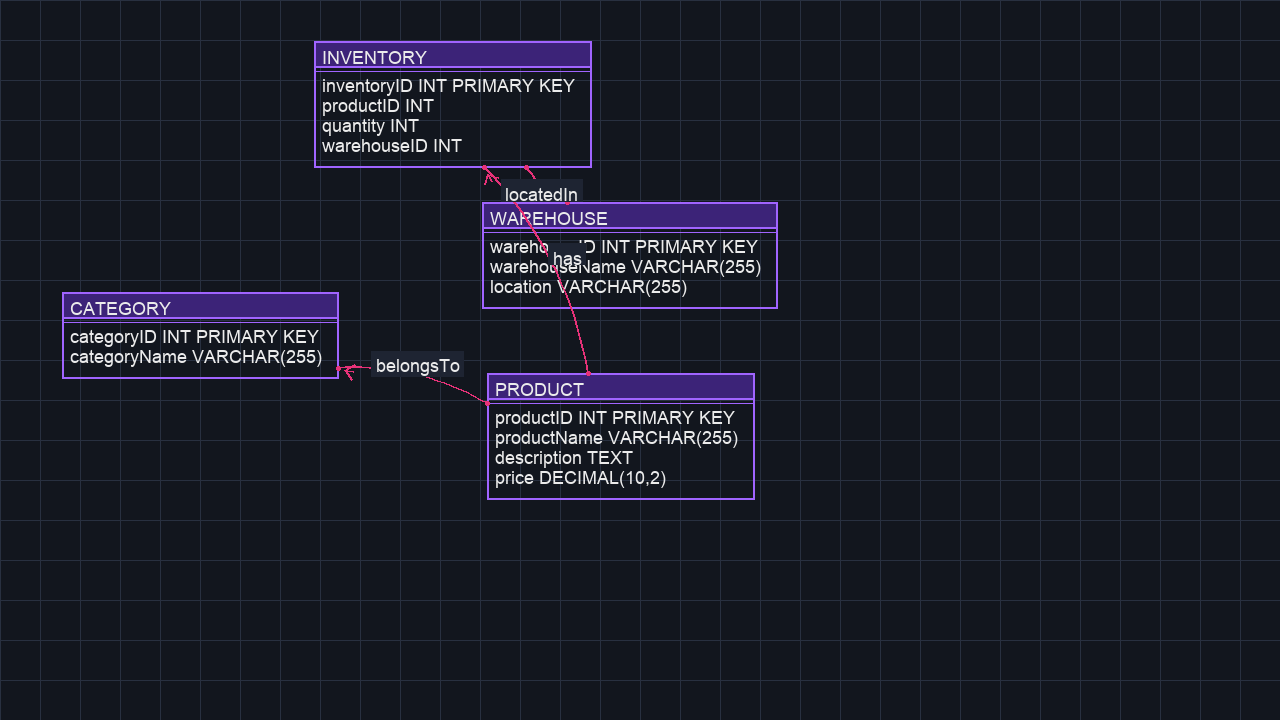 INVENTORY
inventoryID INT PRIMARY KEY
productID INT
quantity INT
warehouseID INT
locatedIn
WAREHOUSE
INT PRIMARY KEY
has
warehouseName VARCHAR(255)
location VARCHAR(255)
CATEGORY
categoryID INT PRIMARY KEY
categoryName VARCHAR(255)
belongsTo
PRODUCT
productID INT PRIMARY KEY
productName VARCHAR(255)
description TEXT
price DECIMAL(10,2)